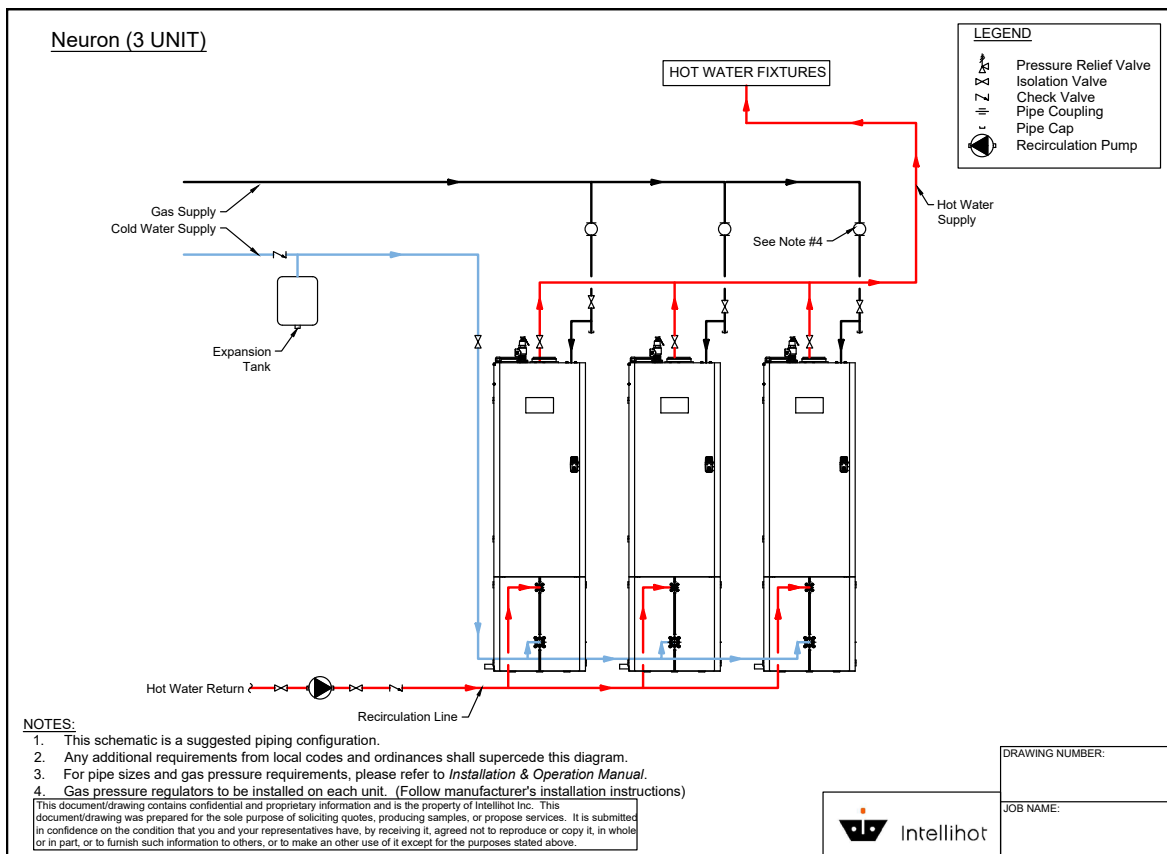 Neuron (3 UNIT)
LEGEND
Pressure Relief Valve
Isolation Valve
Check Valve
Pipe Coupling
Pipe Cap
Recirculation Pump
HOT WATER FIXTURES
Gas Supply
Cold Water Supply
Hot Water
Supply
See Note #4
Expansion
Tank
Hot Water Return
Recirculation Line
NOTES:
1. This schematic is a suggested piping configuration.
2. Any additional requirements from local codes and ordinances shall supercede this diagram.
3. For pipe sizes and gas pressure requirements, please refer to Installation & Operation Manual.
4. Gas pressure regulators to be installed on each unit. (Follow manufacturer's installation instructions)
This document/drawing contains confidential and proprietary information and is the property of Intellihot Inc. This
document/drawing was prepared for the sole purpose of soliciting quotes, producing samples, or propose services. It is submitted
in confidence on the condition that you and your representatives have, by receiving it, agreed not to reproduce or copy it, in whole
or in part, or to furnish such information to others, or to make an other use of it except for the purposes stated above.
Intellihot
DRAWING NUMBER:
JOB NAME: